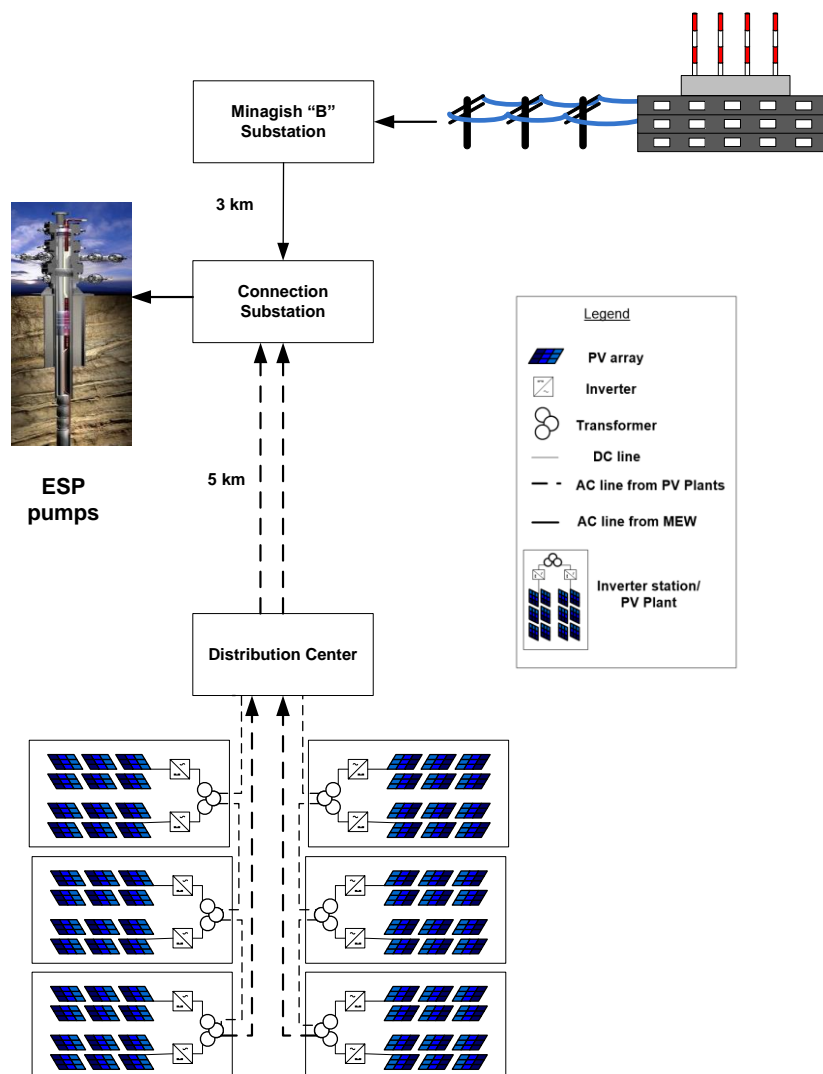 Minagish “B”
Substation
3 km
Connection
Substation
ESP
pumps
5 km
Distribution Center
Legend
PV array
Inverter
Transformer
DC line
AC line from PV Plants
AC line from MEW
Inverter station/
PV Plant